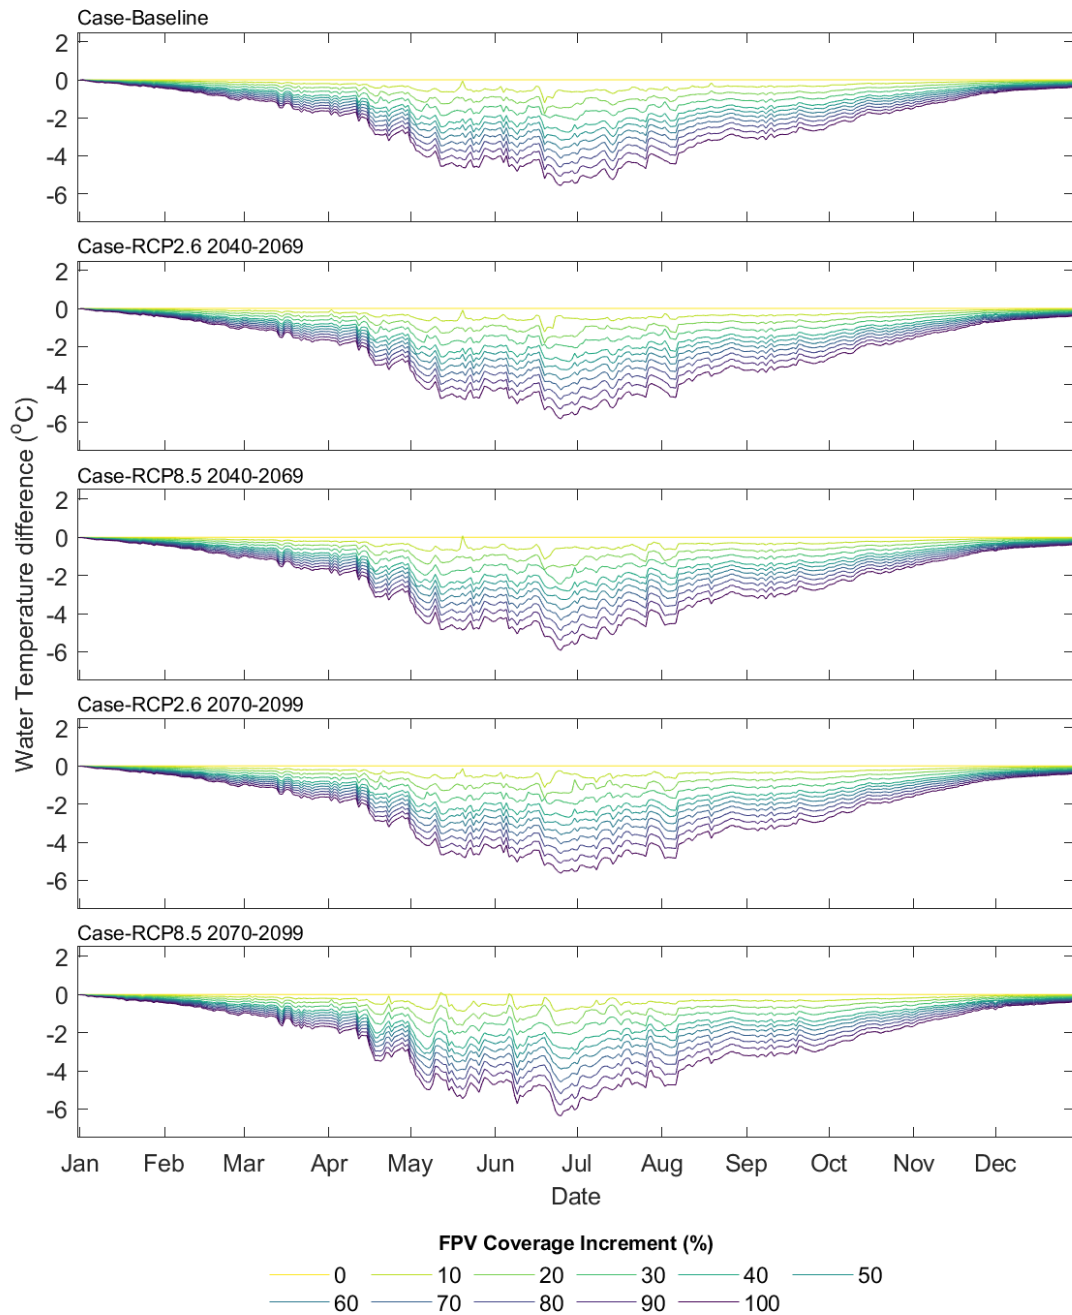 Case-Baseline
2
0
-2
-4
-6
Case-RCP2.6 2040-2069
2
0
-2
-4
-6
Case-RCP8.5 2040-2069
2
0
-2
-4
-6
Case-RCP2.6 2070-2099
2
0
-2
-4
-6
Case-RCP8.5 2070-2099
2
0
-2
-4
-6
Water Temperature difference (°C)
Jan Feb Mar Apr May Jun Jul Aug Sep Oct Nov Dec
Date
FPV Coverage Increment (%)
0 10 20 30 40 50
60 70 80 90 100